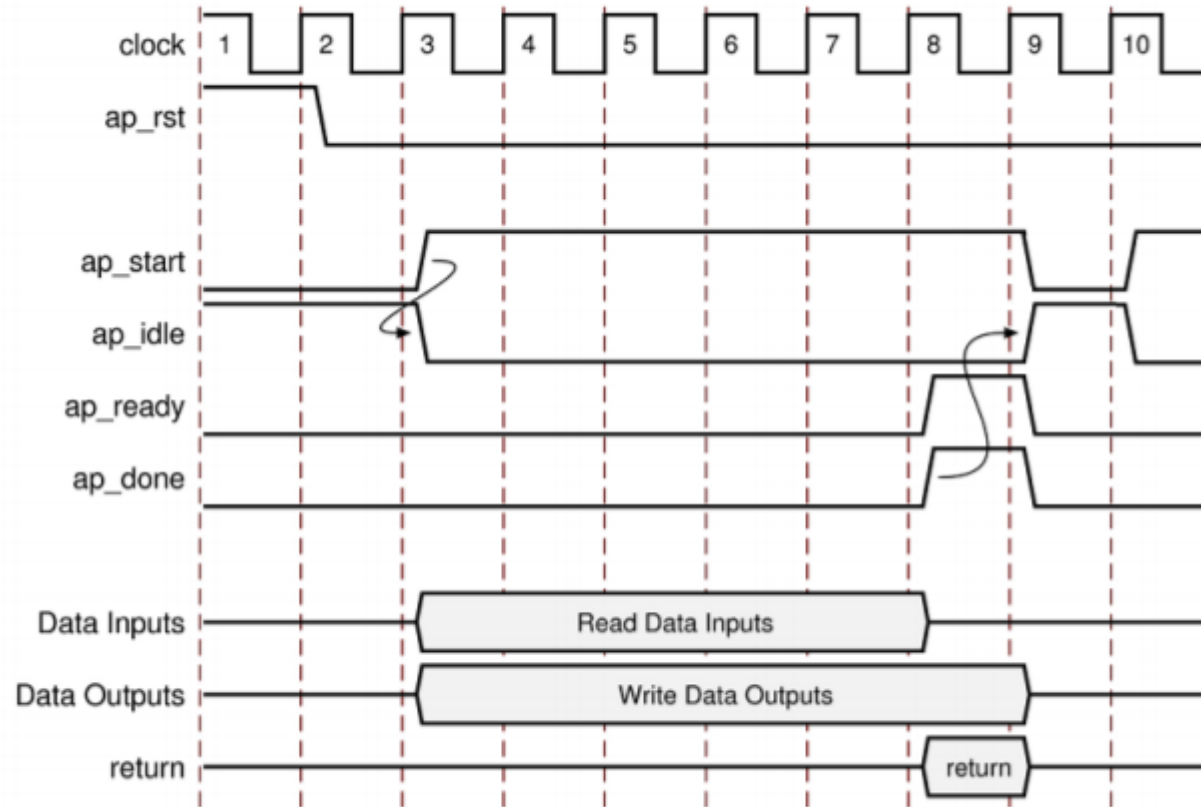 clock 1 2 3 4 5 6 7 8 9 10
ap_rst
ap_start
ap_idle
ap_ready
ap_done
Data Inputs Read Data Inputs
Data Outputs Write Data Outputs
return return